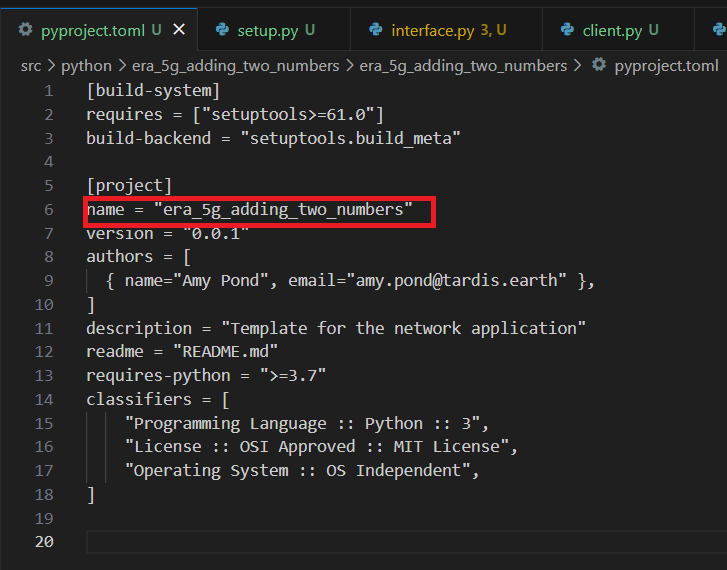 pyproject.toml U × setup.py U interface.py 3, U client.py U
src > python > era_5g_adding_two_numbers > era_5g_adding_two_numbers > pyproject.toml
1 [build-system]
2 requires = ["setuptools>=61.0"]
3 build-backend = "setuptools.build_meta"
4
5 [project]
6 name = "era_5g_adding_two_numbers"
7 version = "0.0.1"
8 authors = [
9 { name="Amy Pond", email="amy.pond@tardis.earth" },
10 ]
11 description = "Template for the network application"
12 readme = "README.md"
13 requires-python = ">=3.7"
14 classifiers = [
15 "Programming Language :: Python :: 3",
16 "License :: OSI Approved :: MIT License",
17 "Operating System :: OS Independent",
18 ]
19
20